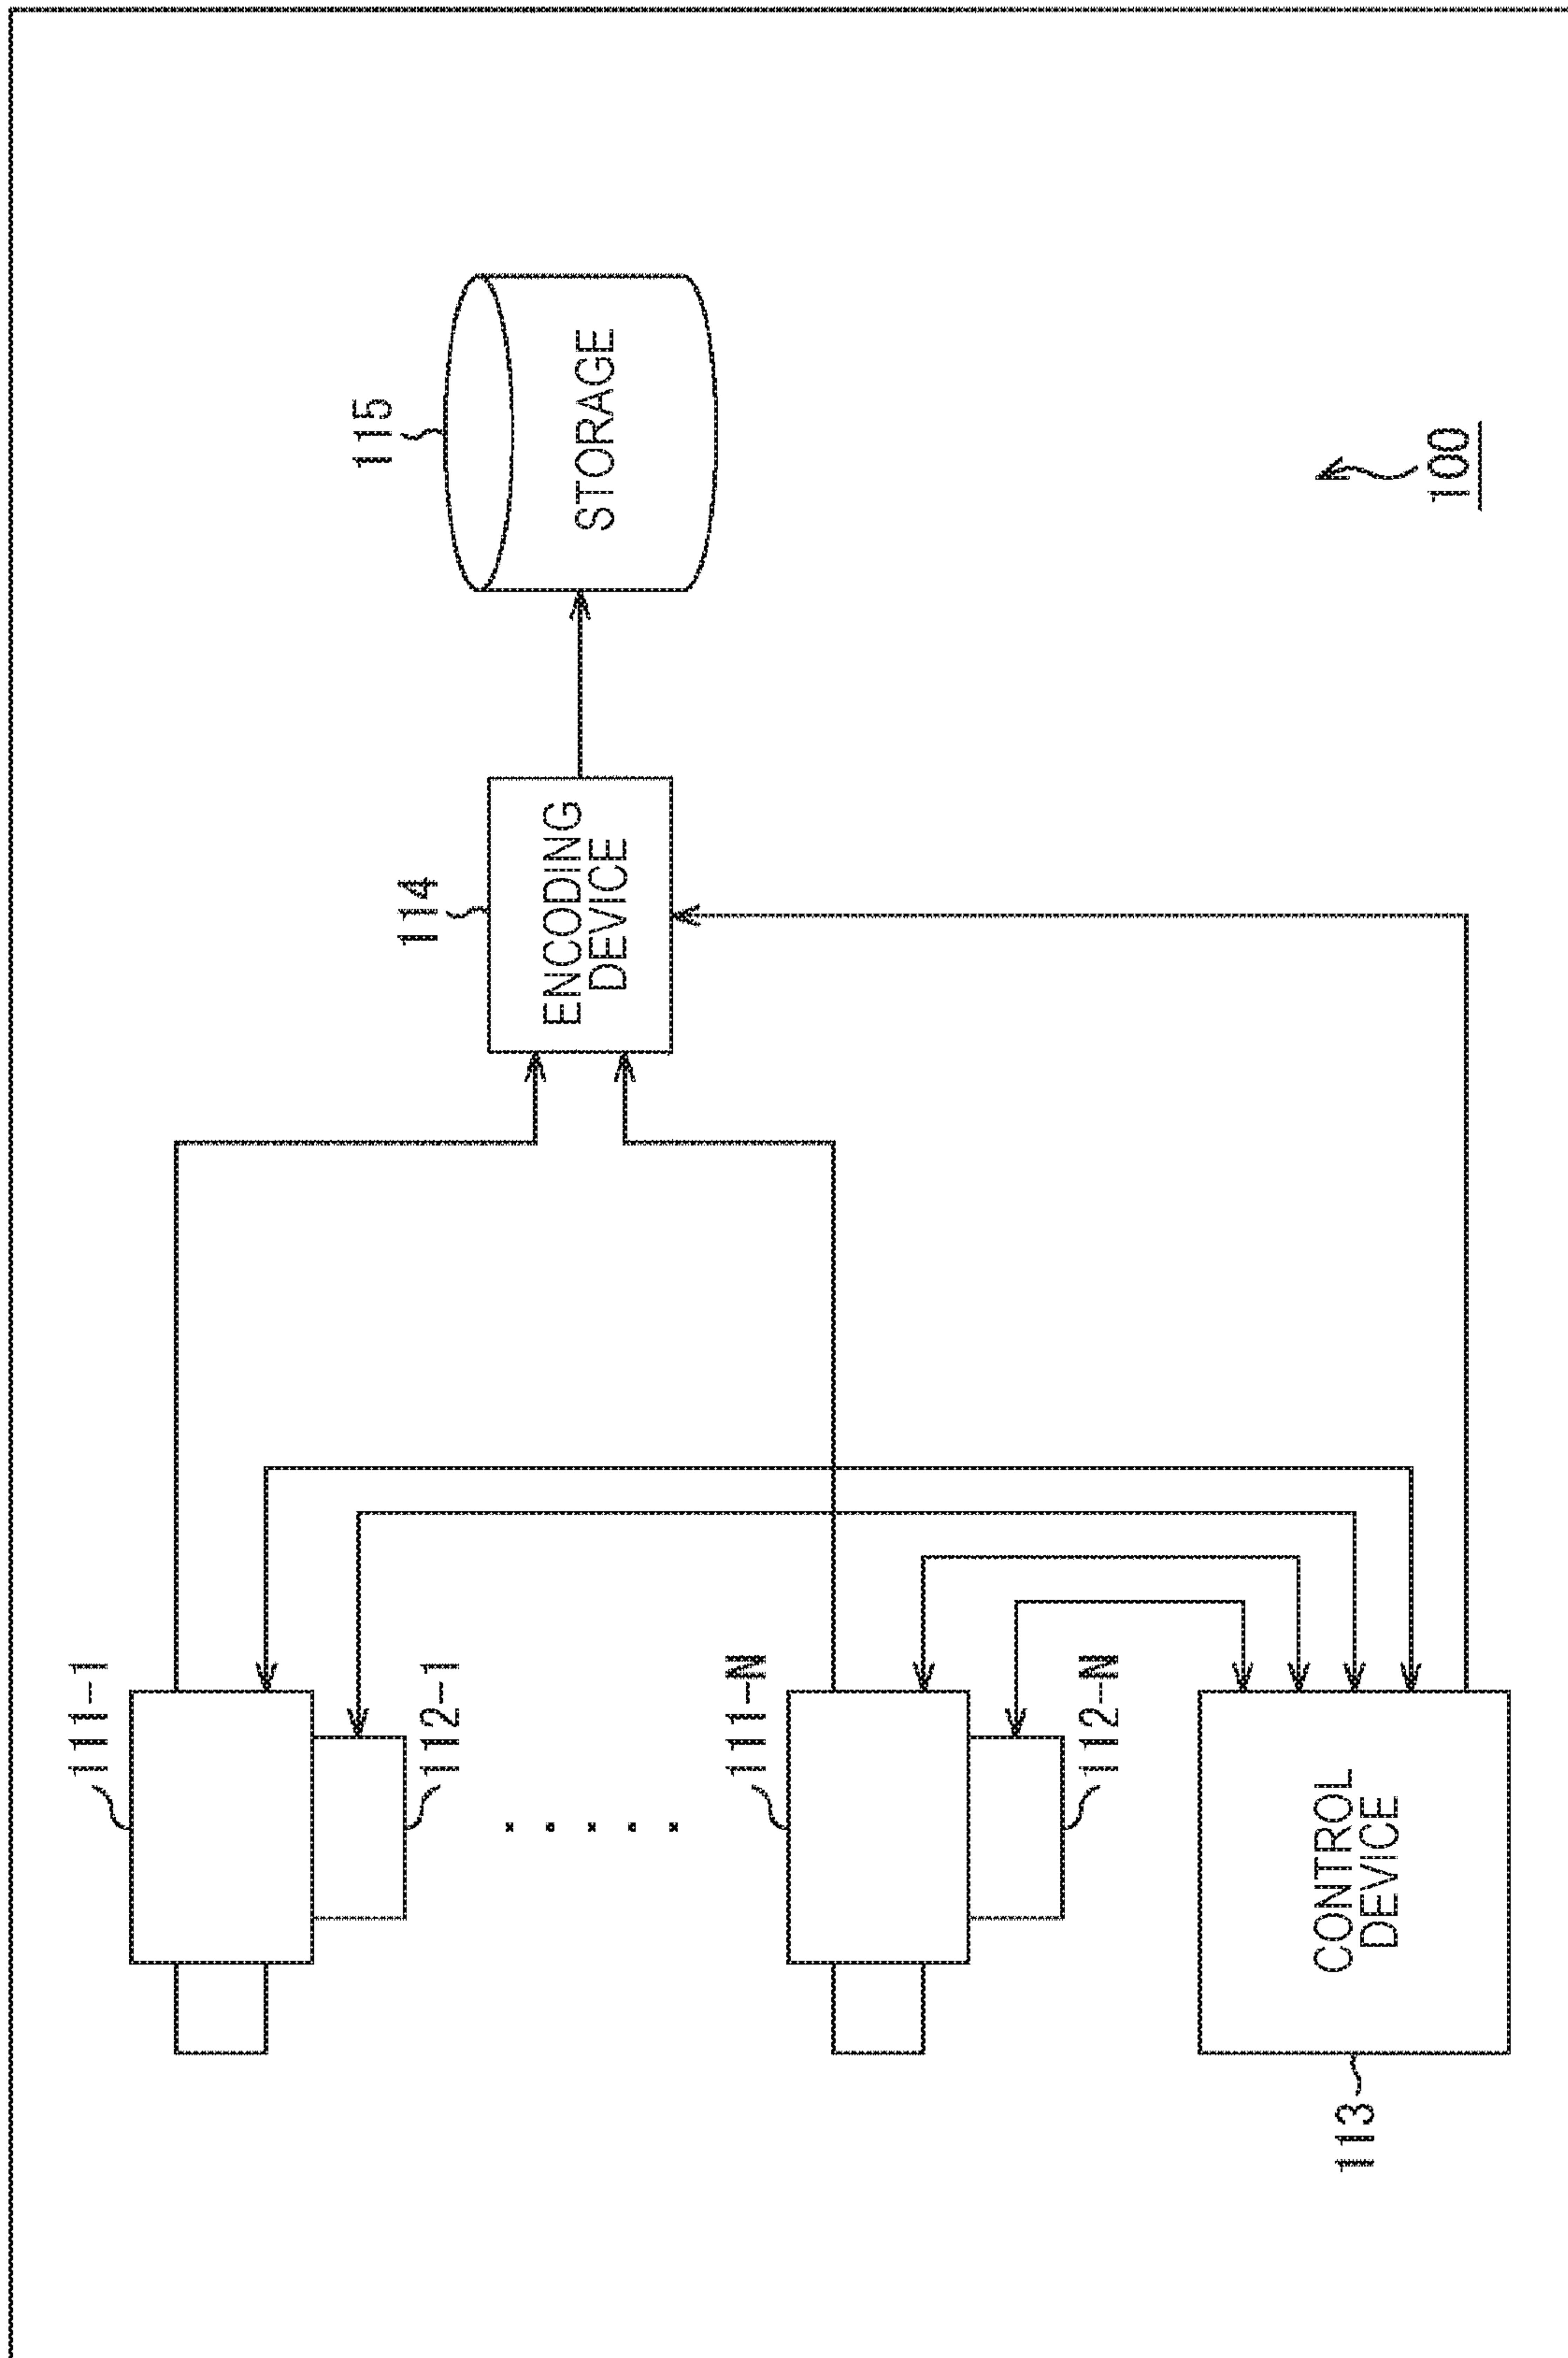 111-1
112-1
111-N
112-N
CONTROL
DEVICE
113
114
ENCODING
DEVICE
115
STORAGE
100